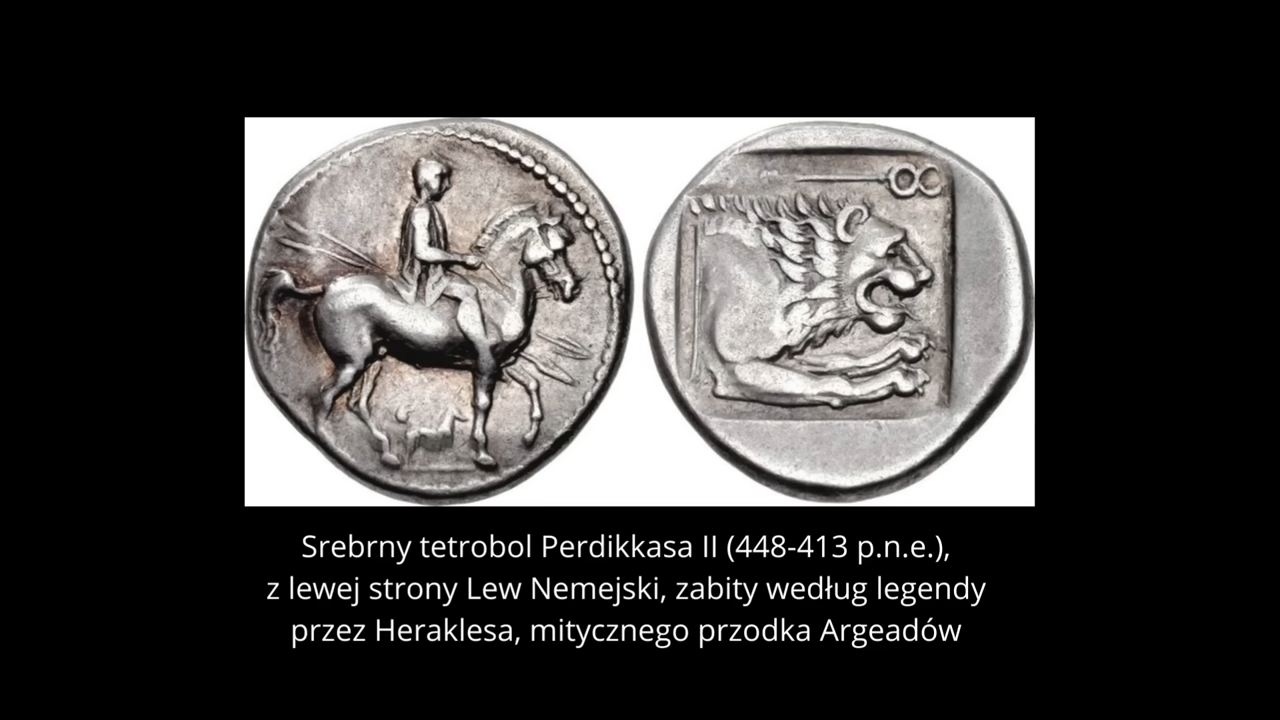 Srebrny tetrobol Perdikkasa II (448-413 p.n.e.),
z lewej strony Lew Nemejski, zabity według legendy
przez Heraklesa, mitycznego przodka Argeadów